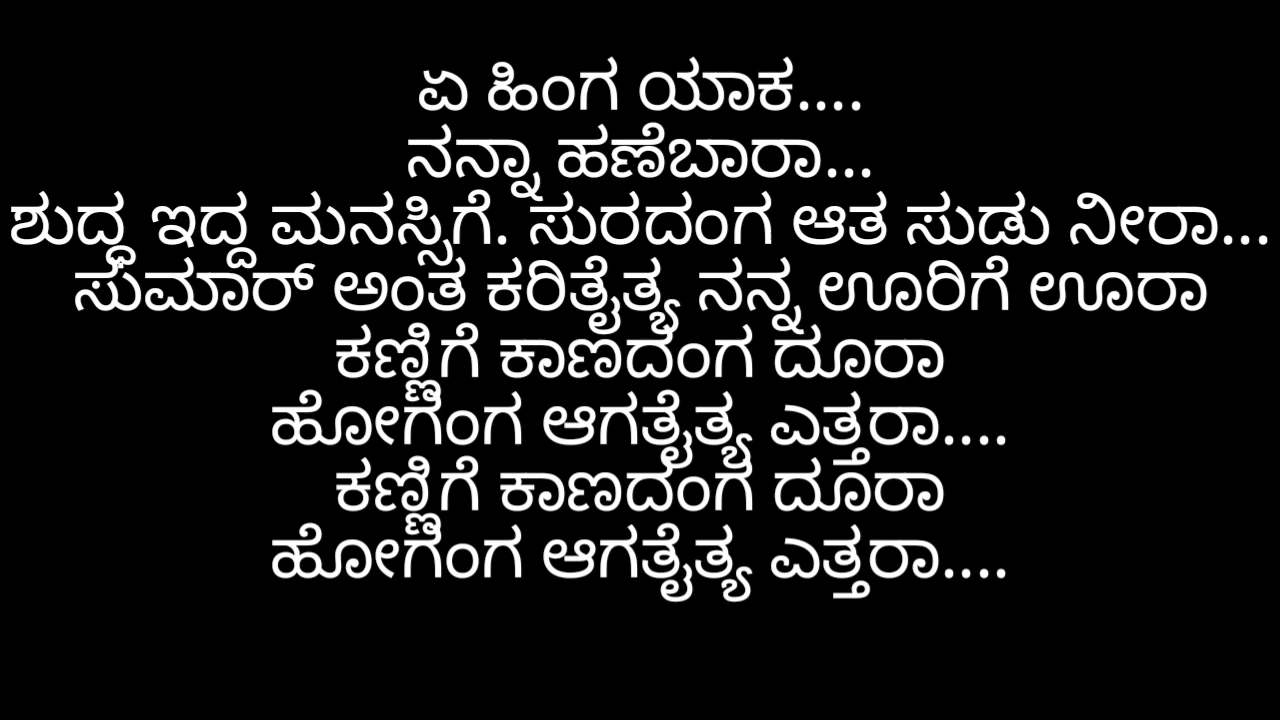 ಏ ಹಿಂಗ ಯಾಕ....
ನನ್ನಾ ಹಣೆಬಾರಾ...
ಶುದ್ಧ ಇದ್ದ ಮನಸ್ಸಿಗೆ. ಸುರದಂಗ ಆತ ಸುಡು ನೀರಾ...
ಸುಮಾರ್ ಅಂತ ಕರಿತೈತ್ಯ ನನ್ನ ಊರಿಗೆ ಊರಾ
ಕಣ್ಣಿಗೆ ಕಾಣದಂಗ ದೂರಾ
ಹೋಗಂಗ ಆಗತೈತ್ಯ ಎತ್ತರಾ....
ಕಣ್ಣಿಗೆ ಕಾಣದಂಗ ದೂರಾ
ಹೋಗಂಗ ಆಗತೈತ್ಯ ಎತ್ತರಾ....